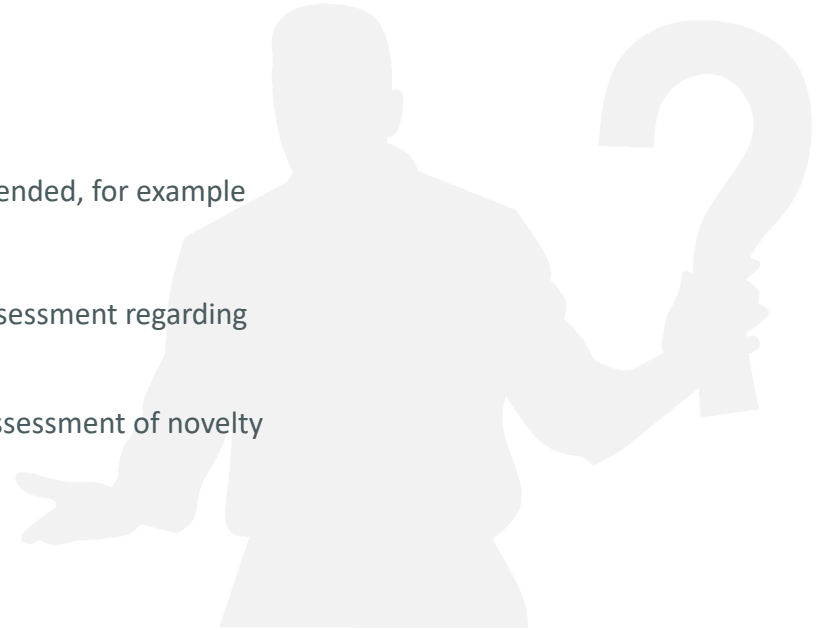 ended, for example
sessment regarding
ssessment of novelty